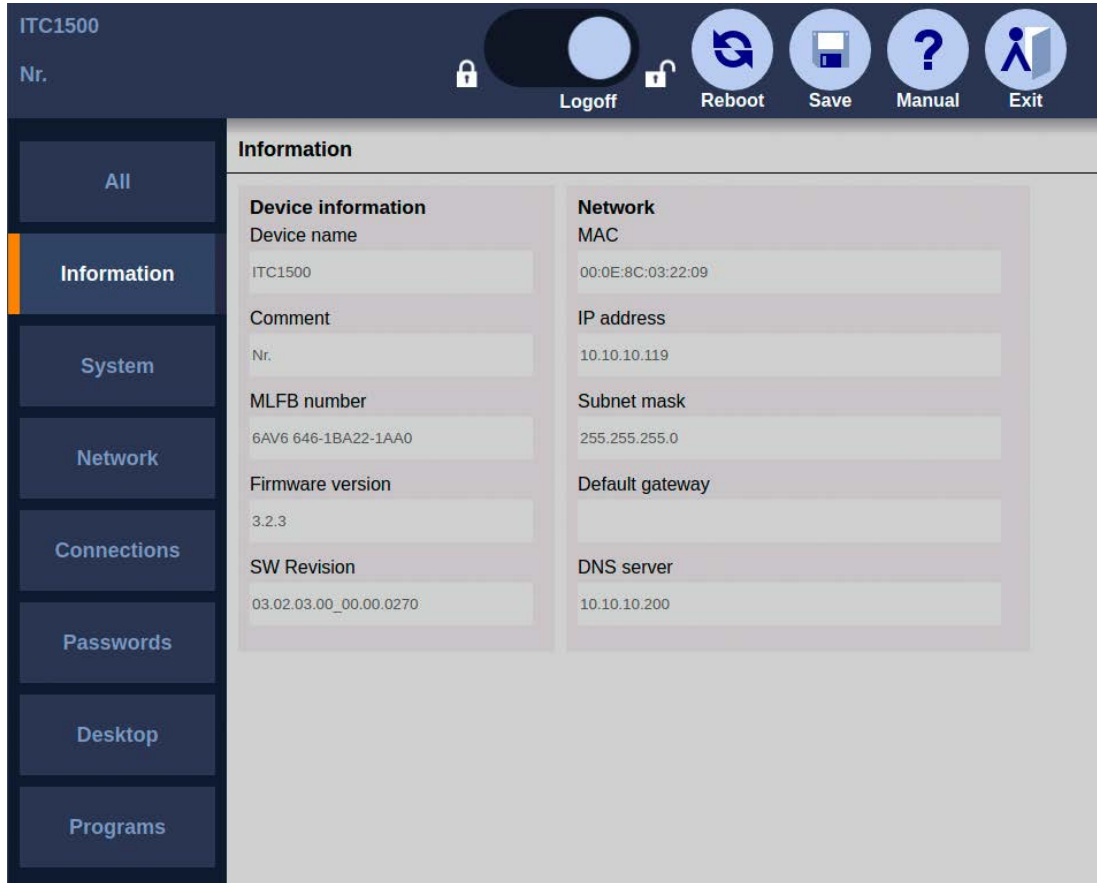 ITC1500
Nr.
Logoff
Reboot
Save
?
Manual
Exit
All
Information
System
Network
Connections
Passwords
Desktop
Programs
Information
Device information
Device name
ITC1500
Comment
Nr.
MLFB number
6AV6 646-1BA22-1AA0
Firmware version
3.2.3
SW Revision
03.02.03.00_00.00.0270
Network
MAC
00:0E:8C:03:22:09
IP address
10.10.10.119
Subnet mask
255.255.255.0
Default gateway
DNS server
10.10.10.200